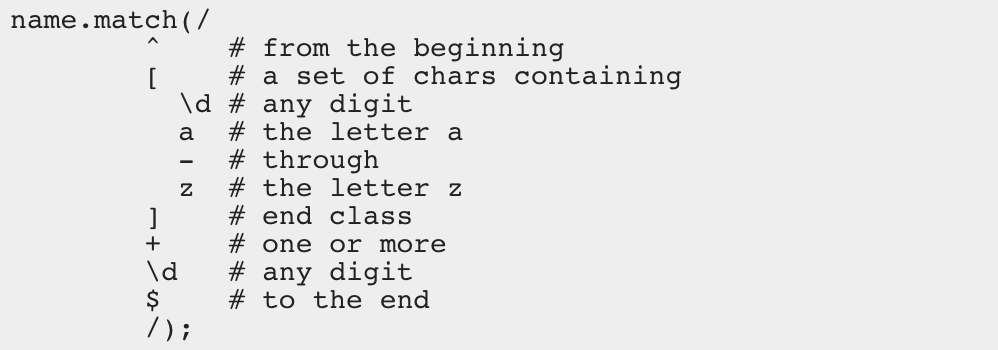 name.match(/
^ # from the beginning
[ # a set of chars containing
\d # any digit
a # the letter a
- # through
z # the letter z
] # end class
+ # one or more
\d # any digit
$ # to the end
/);